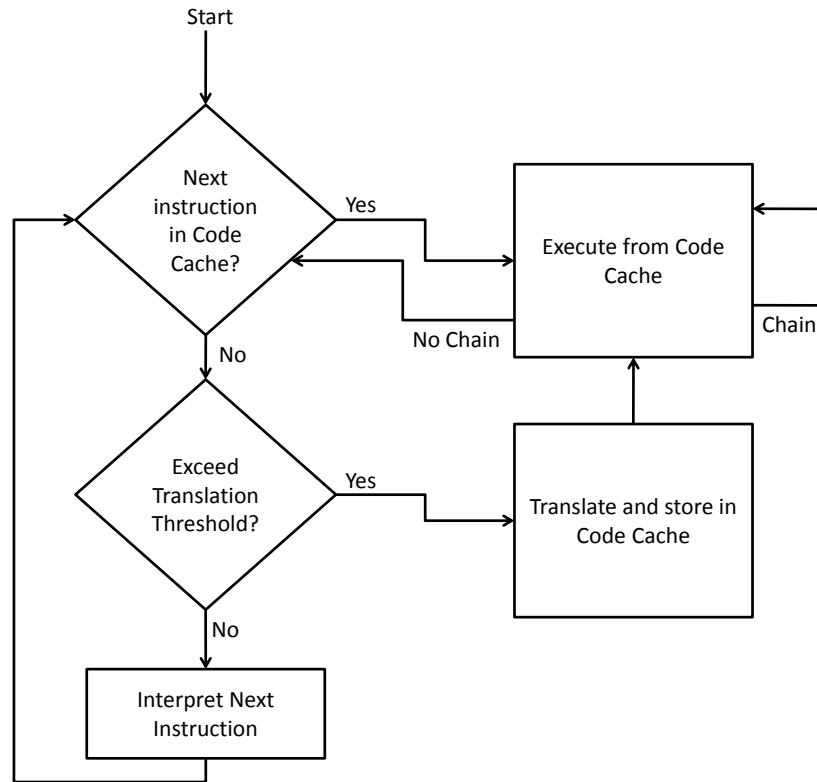 Start
Next
instruction
in Code
Cache?
Yes
Execute from Code
Cache
No Chain
Chain
No
Exceed
Translation
Threshold?
Yes
Translate and store in
Code Cache
No
Interpret Next
Instruction